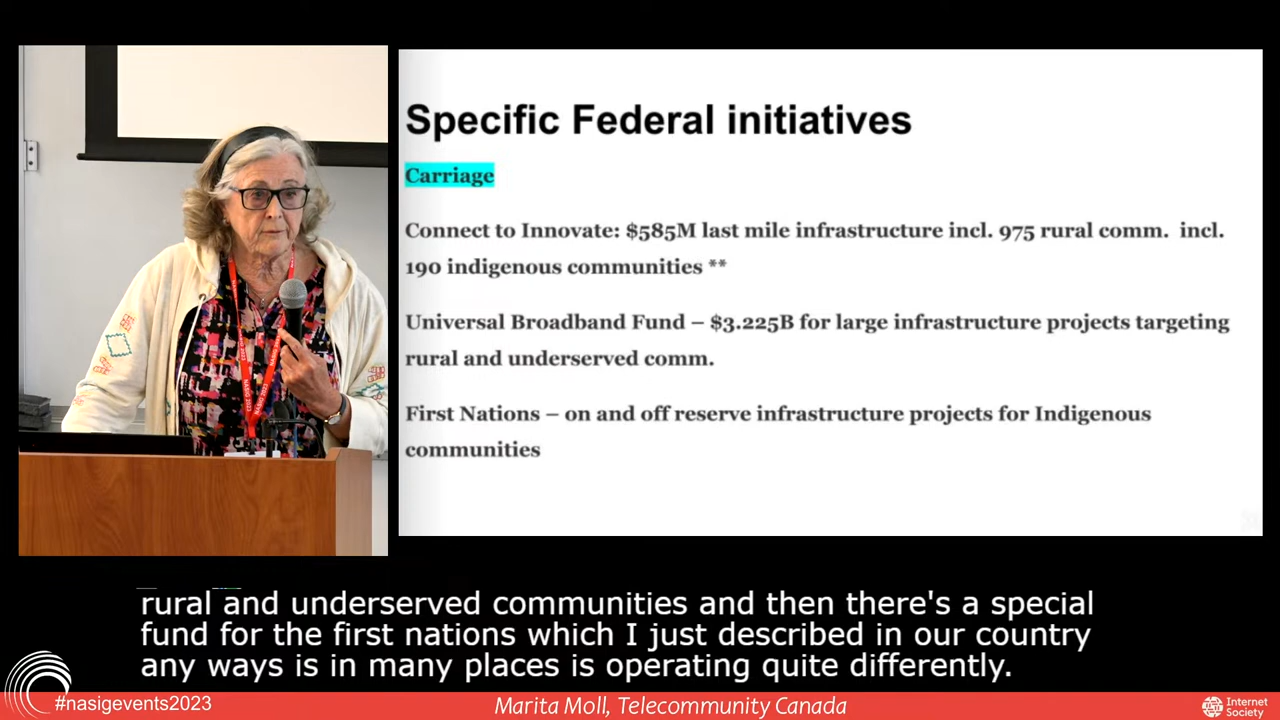 Specific Federal initiatives
Carriage
Connect to Innovate: $585M last mile infrastructure incl. 975 rural comm. incl.
190 indigenous communities **
Universal Broadband Fund – $3.225B for large infrastructure projects targeting
rural and underserved comm.
First Nations – on and off reserve infrastructure projects for Indigenous
communities
rural and underserved communities and then there's a special
fund for the first nations which I just described in our country
any ways is in many places is operating quite differently.
#nasigevents2023
Marita Moll, Telecommunity Canada
Internet
Society